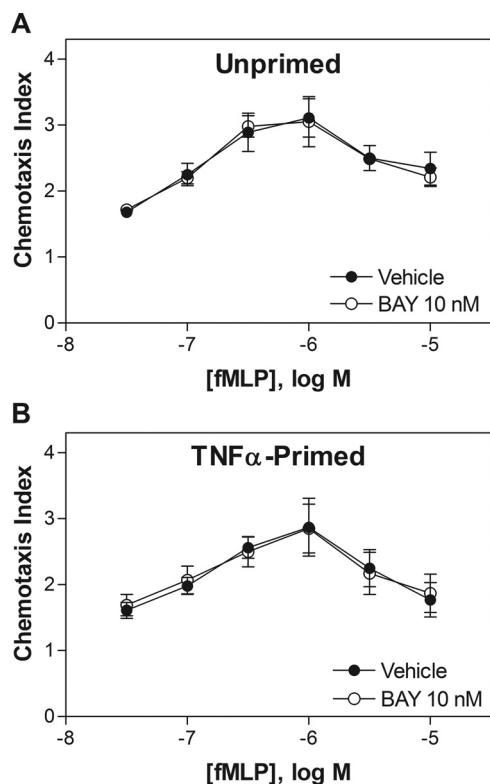 A
Unprimed
Chemotaxis Index
4
3
2
1
0
Vehicle
BAY 10 nM
-8
-7
-6
-5
[fMLP], log M
B
TNFα-Primed
Chemotaxis Index
4
3
2
1
0
Vehicle
BAY 10 nM
-8
-7
-6
-5
[fMLP], log M